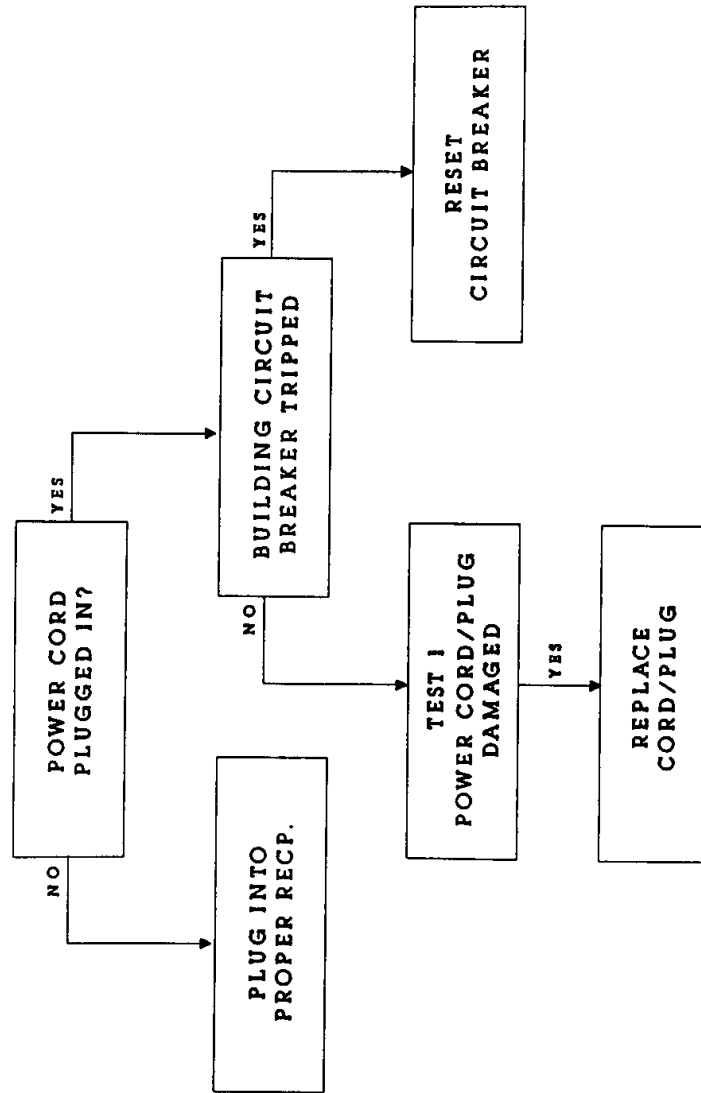 POWER CORD
PLUGGED IN?
NO
YES
PLUG INTO
PROPER RECP.
BUILDING CIRCUIT
BREAKER TRIPPED
NO
YES
TEST 1
POWER CORD/PLUG
DAMAGED
RESET
CIRCUIT BREAKER
YES
REPLACE
CORD/PLUG